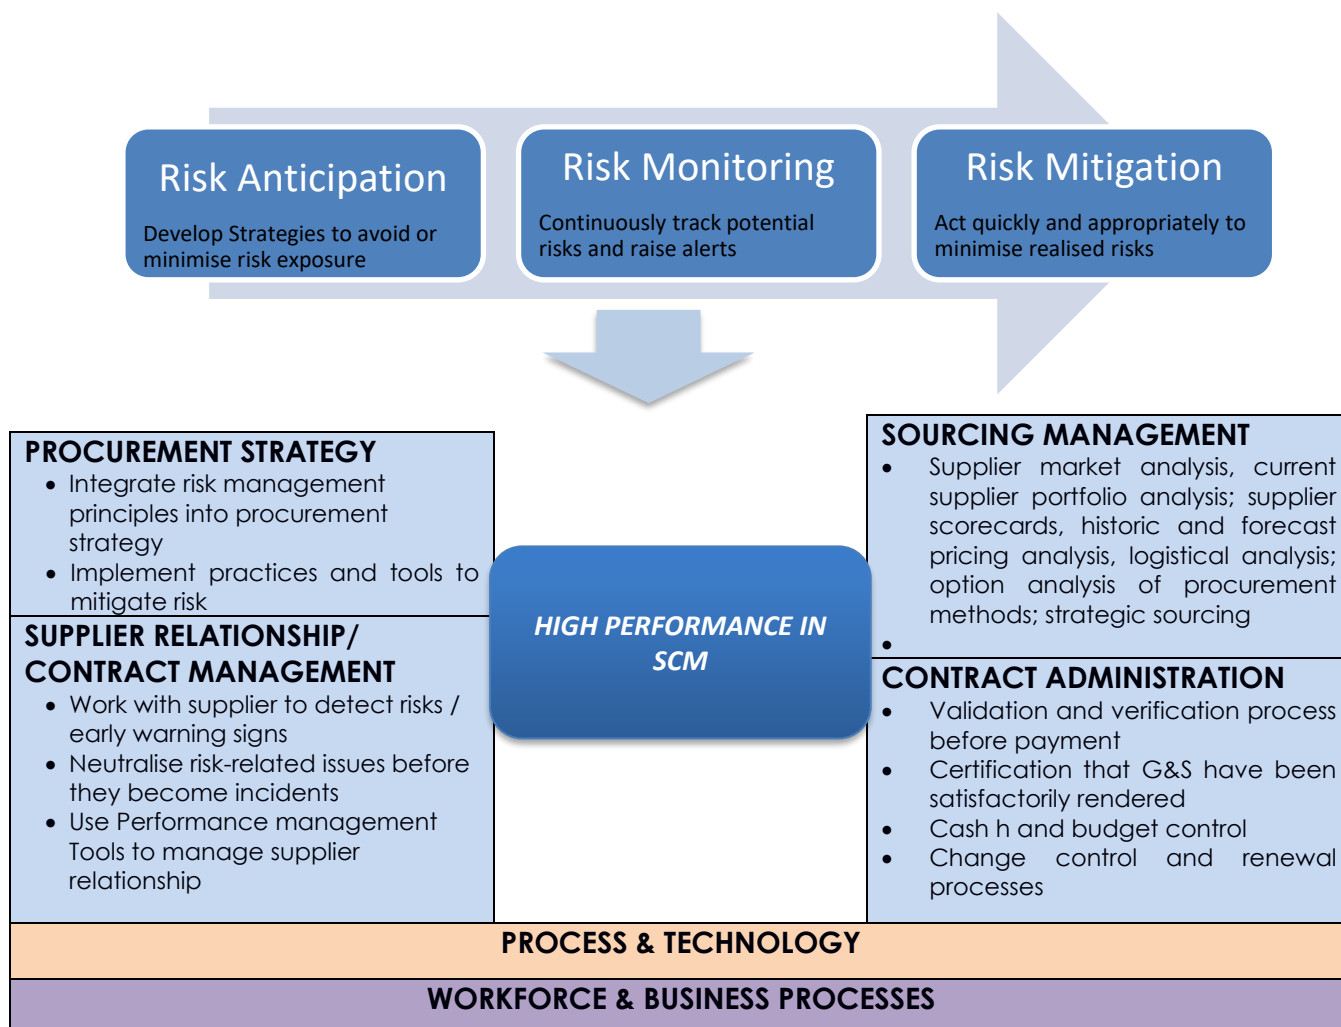 Risk Anticipation
Develop Strategies to avoid or
minimise risk exposure
Risk Monitoring
Continuously track potential
risks and raise alerts
Risk Mitigation
Act quickly and appropriately to
minimise realised risks
PROCUREMENT STRATEGY
• Integrate risk management
principles into procurement
strategy
• Implement practices and tools to
mitigate risk
SUPPLIER RELATIONSHIP/
CONTRACT MANAGEMENT
• Work with supplier to detect risks /
early warning signs
• Neutralise risk-related issues before
they become incidents
• Use Performance management
Tools to manage supplier
relationship
HIGH PERFORMANCE IN
SCM
SOURCING MANAGEMENT
• Supplier market analysis, current
supplier portfolio analysis; supplier
scorecards, historic and forecast
pricing analysis, logistical analysis;
option analysis of procurement
methods; strategic sourcing
•
CONTRACT ADMINISTRATION
• Validation and verification process
before payment
• Certification that G&S have been
satisfactorily rendered
• Cash h and budget control
• Change control and renewal
processes
PROCESS & TECHNOLOGY
WORKFORCE & BUSINESS PROCESSES